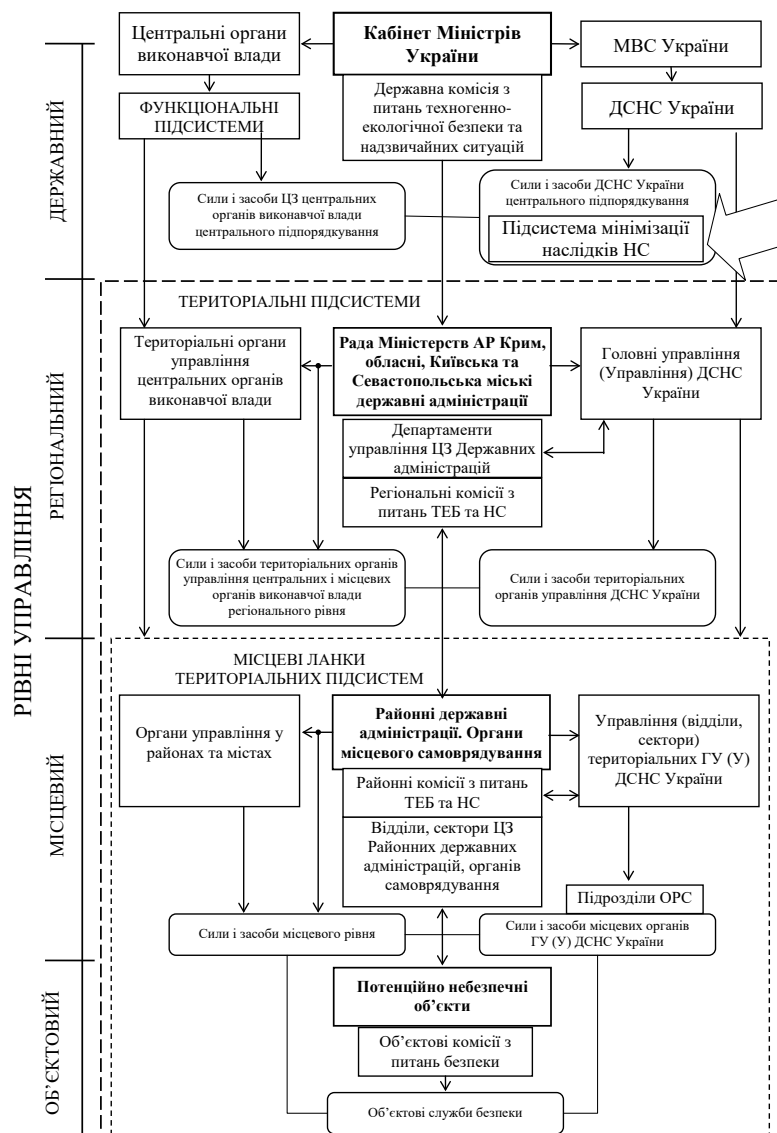 РІВНІ УПРАВЛІННЯ
ДЕРЖАВНИЙ
Центральні органи
виконавчої влади
Кабінет Міністрів
України
МВС України
ФУНКЦІОНАЛЬНІ
ПІДСИСТЕМИ
Державна комісія з
питань техногенно-
екологічної безпеки та
надзвичайних ситуацій
ДСНС України
Сили і засоби ЦЗ центральних
органів виконавчої влади
центрального підпорядкування
Сили і засоби ДСНС України
центрального підпорядкування
Підсистема мінімізації
наслідків НС
РЕГІОНАЛЬНИЙ
ТЕРИТОРІАЛЬНІ ПІДСИСТЕМИ
Територіальні органи
управління
центральних органів
виконавчої влади
Рада Міністерств АР Крим,
обласні, Київська та
Севастопольська міські
державні адміністрації
Головні управління
(Управління) ДСНС
України
Департаменти
управління ЦЗ Державних
адміністрацій
Регіональні комісії з
питань ТЕБ та НС
Сили і засоби територіальних органів
управління центральних і місцевих
органів виконавчої влади
регіонального рівня
Сили і засоби територіальних
органів управління ДСНС України
МІСЦЕВИЙ
МІСЦЕВІ ЛАНКИ
ТЕРИТОРІАЛЬНИХ ПІДСИСТЕМ
Органи управління у
районах та містах
Районні державні
адміністрації. Органи
місцевого самоврядування
Управління (відділи,
сектори)
територіальних ГУ (У)
ДСНС України
Районні комісії з питань
ТЕБ та НС
Відділи, сектори ЦЗ
Районних державних
адміністрацій, органів
самоврядування
Підрозділи ОРС
Сили і засоби місцевого рівня
Сили і засоби місцевих органів
ГУ (У) ДСНС України
ОБ’ЄКТОВИЙ
Потенційно небезпечні
об’єкти
Об’єктові комісії з
питань безпеки
Об’єктові служби безпеки